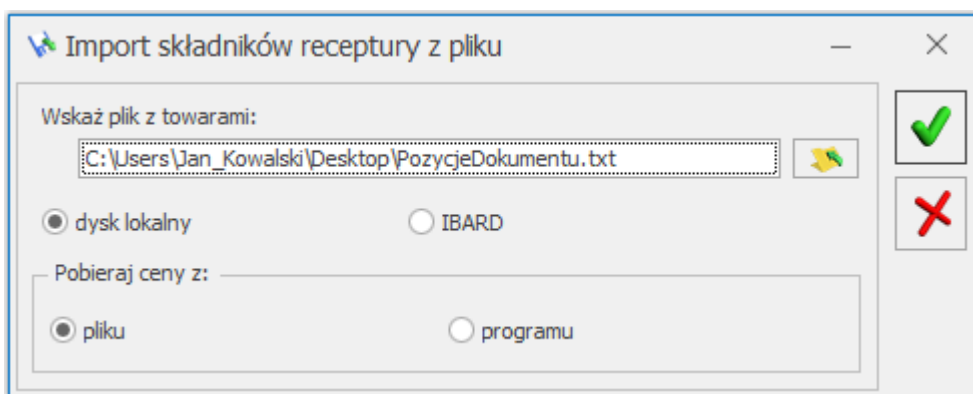 Import składników receptury z pliku
Wskaż plik z towarami:
C:\Users\Jan_Kowalski\Desktop\PozycjeDokumentu.txt
dysk lokalny IBARD
Pobieraj ceny z:
pliku programu